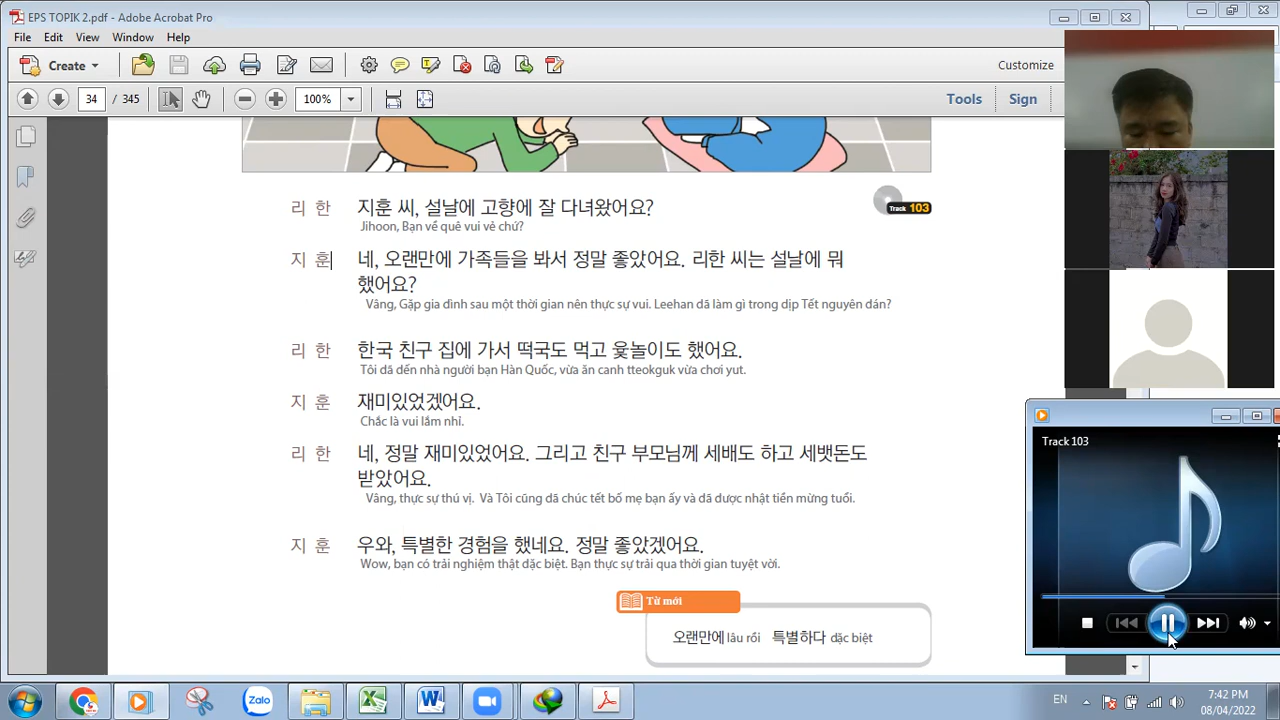 EPS TOPIK 2.pdf - Adobe Acrobat Pro
File Edit View Window Help
Create Customize
34 / 345 100% Tools Sign
리 한 지훈 씨, 설날에 고향에 잘 다녀왔어요? Track 103
Jihoon, Bạn về quê vui vẻ chứ?
지 훈 네, 오랜만에 가족들을 봐서 정말 좋았어요. 리한 씨는 설날에 뭐
했어요?
Vâng, Gặp gia đình sau một thời gian nên thực sự vui. Leehan đã làm gì trong dịp Tết nguyên đán?
리 한 한국 친구 집에 가서 떡국도 먹고 윷놀이도 했어요.
Tôi đã dến nhà người bạn Hàn Quốc, vừa ăn canh tteokguk vừa chơi yut.
지 훈 재미있었겠어요.
Chắc là vui lắm nhỉ.
리 한 네, 정말 재미있었어요. 그리고 친구 부모님께 세배도 하고 세뱃돈도
받았어요.
Vâng, thực sự thú vị. Và Tôi cũng đã chúc tết bố mẹ bạn ấy và đã được nhật tiền mừng tuổi.
지 훈 우와, 특별한 경험을 했네요. 정말 좋았겠어요.
Wow, bạn có trải nghiệm thật dặc biệt. Bạn thực sự trải qua thời gian tuyệt vời.
Từ mới
오랜만에 lâu rồi 특별하다 dặc biệt
Track 103
Zalo
EN
7:42 PM
08/04/2022